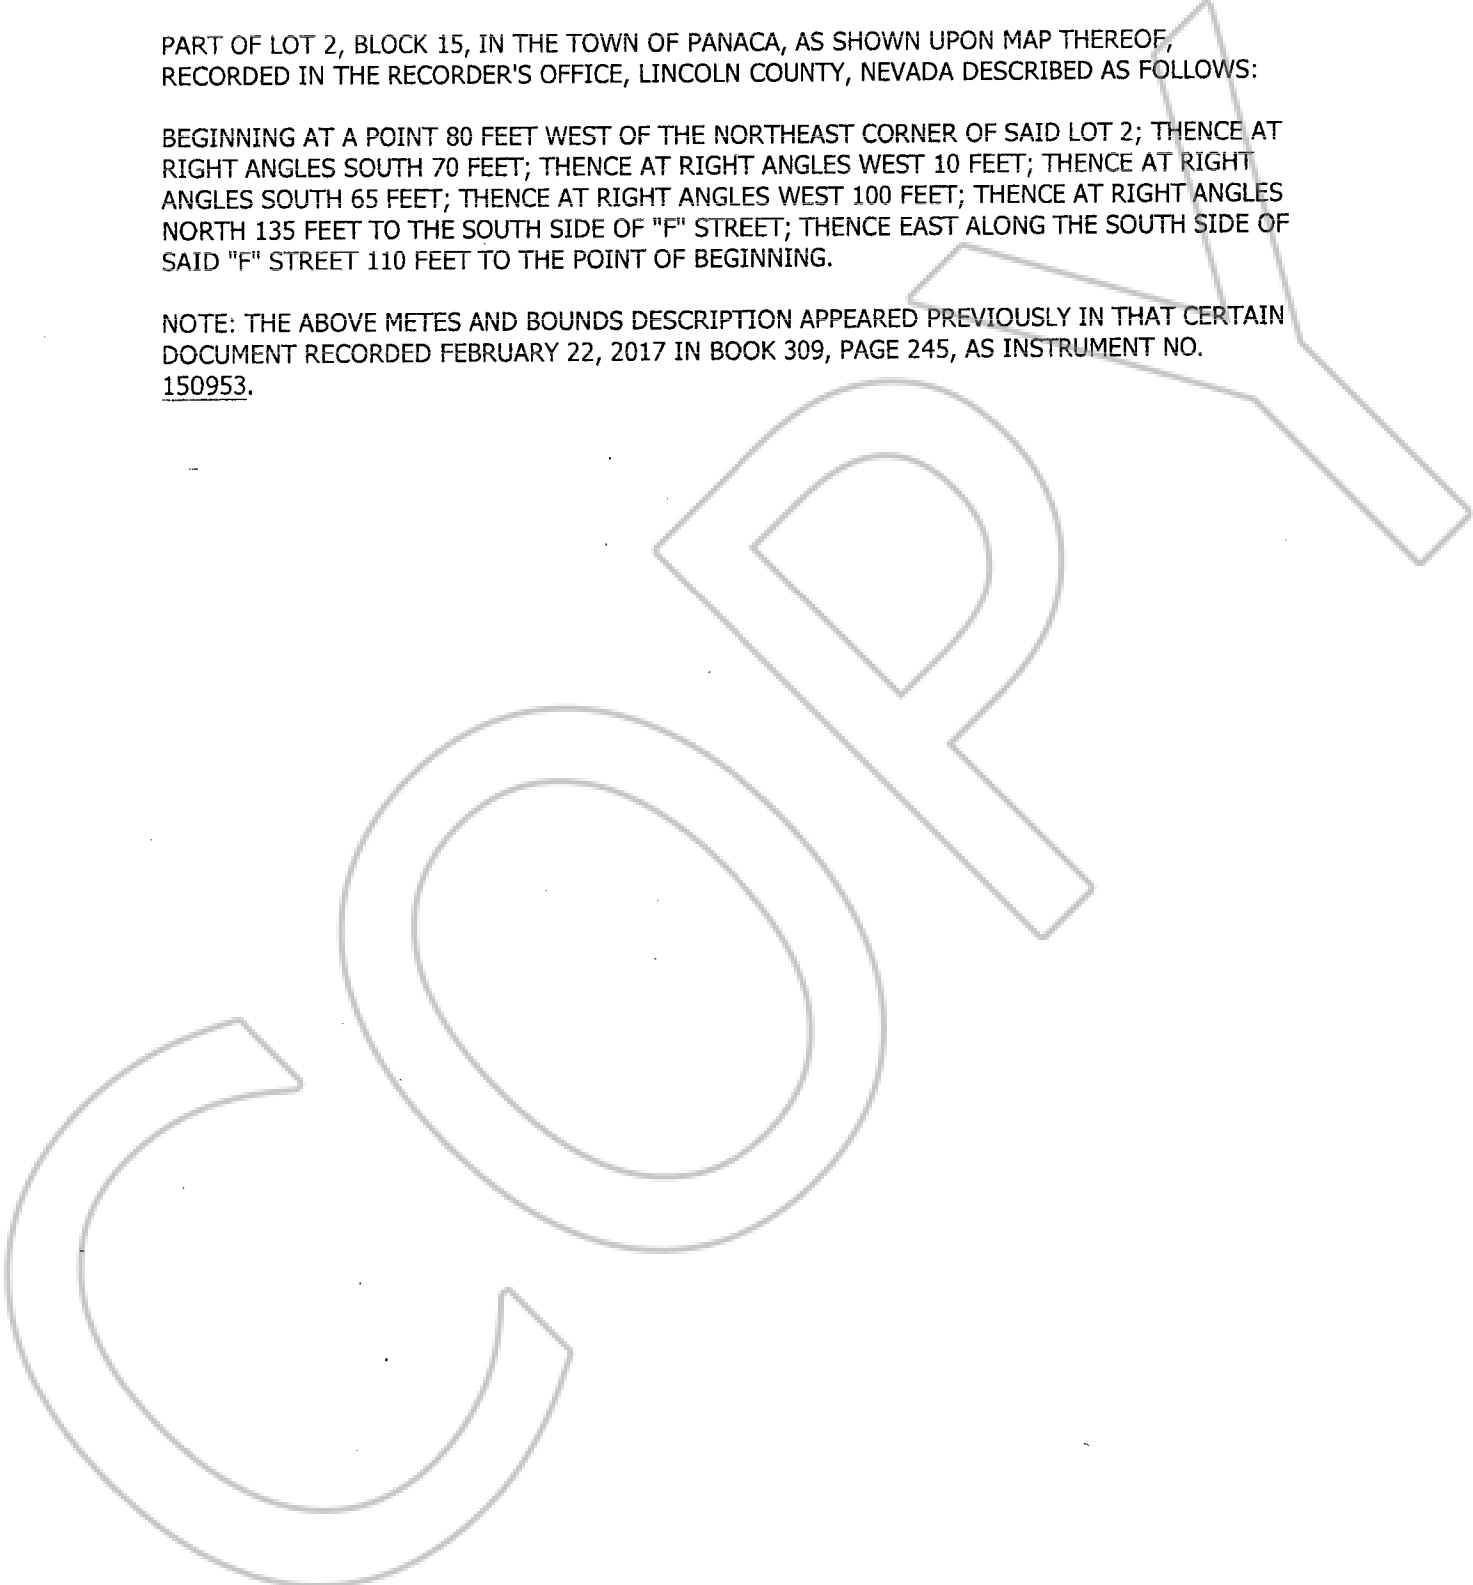 PART OF LOT 2, BLOCK 15, IN THE TOWN OF PANACA, AS SHOWN UPON MAP THEREOF,
RECORDED IN THE RECORDER'S OFFICE, LINCOLN COUNTY, NEVADA DESCRIBED AS FOLLOWS:
BEGINNING AT A POINT 80 FEET WEST OF THE NORTHEAST CORNER OF SAID LOT 2; THENCE AT
RIGHT ANGLES SOUTH 70 FEET; THENCE AT RIGHT ANGLES WEST 10 FEET; THENCE AT RIGHT
ANGLES SOUTH 65 FEET; THENCE AT RIGHT ANGLES WEST 100 FEET; THENCE AT RIGHT ANGLES
NORTH 135 FEET TO THE SOUTH SIDE OF "F" STREET; THENCE EAST ALONG THE SOUTH SIDE OF
SAID "F" STREET 110 FEET TO THE POINT OF BEGINNING.
NOTE: THE ABOVE METES AND BOUNDS DESCRIPTION APPEARED PREVIOUSLY IN THAT CERTAIN
DOCUMENT RECORDED FEBRUARY 22, 2017 IN BOOK 309, PAGE 245, AS INSTRUMENT NO.
150953.
COPY